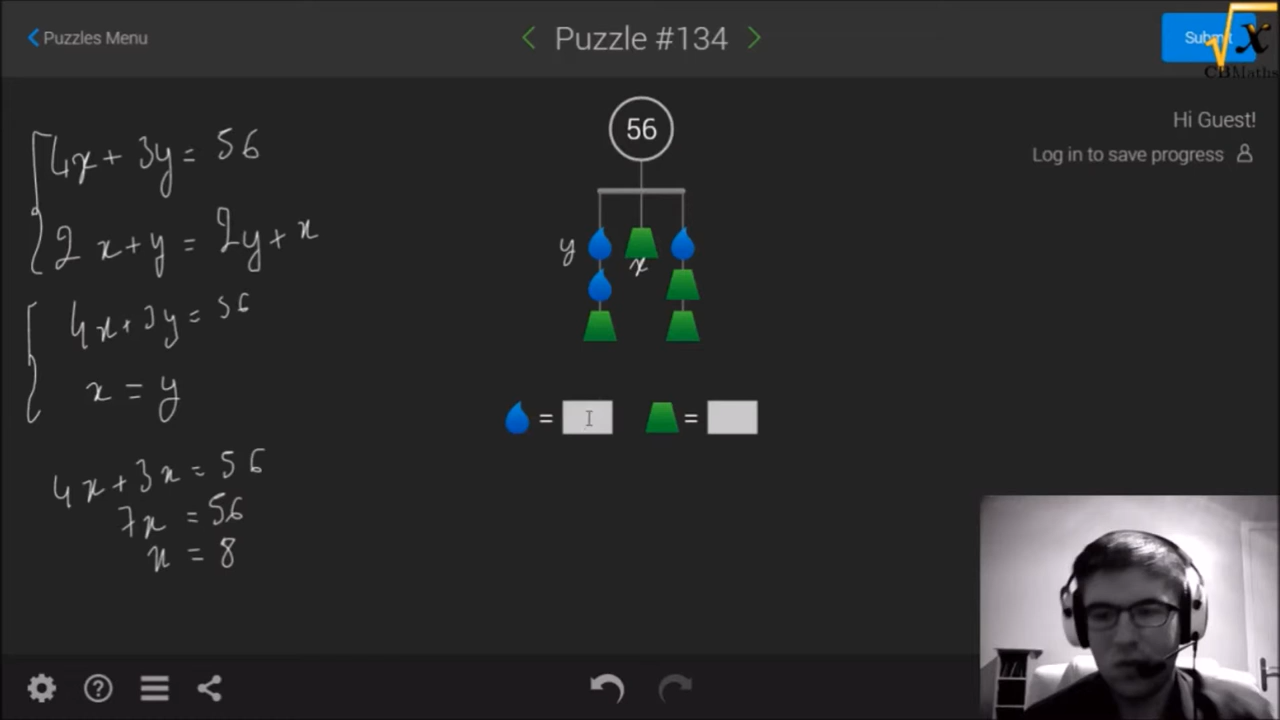 Puzzles Menu
Puzzle #134
Submit
√x
CBMaths
Hi Guest!
Log in to save progress
56
y
x
= =
4x + 3y = 56
2x + y = 2y + x
4x + 3y = 56
x = y
4x + 3x = 56
7x = 56
x = 8